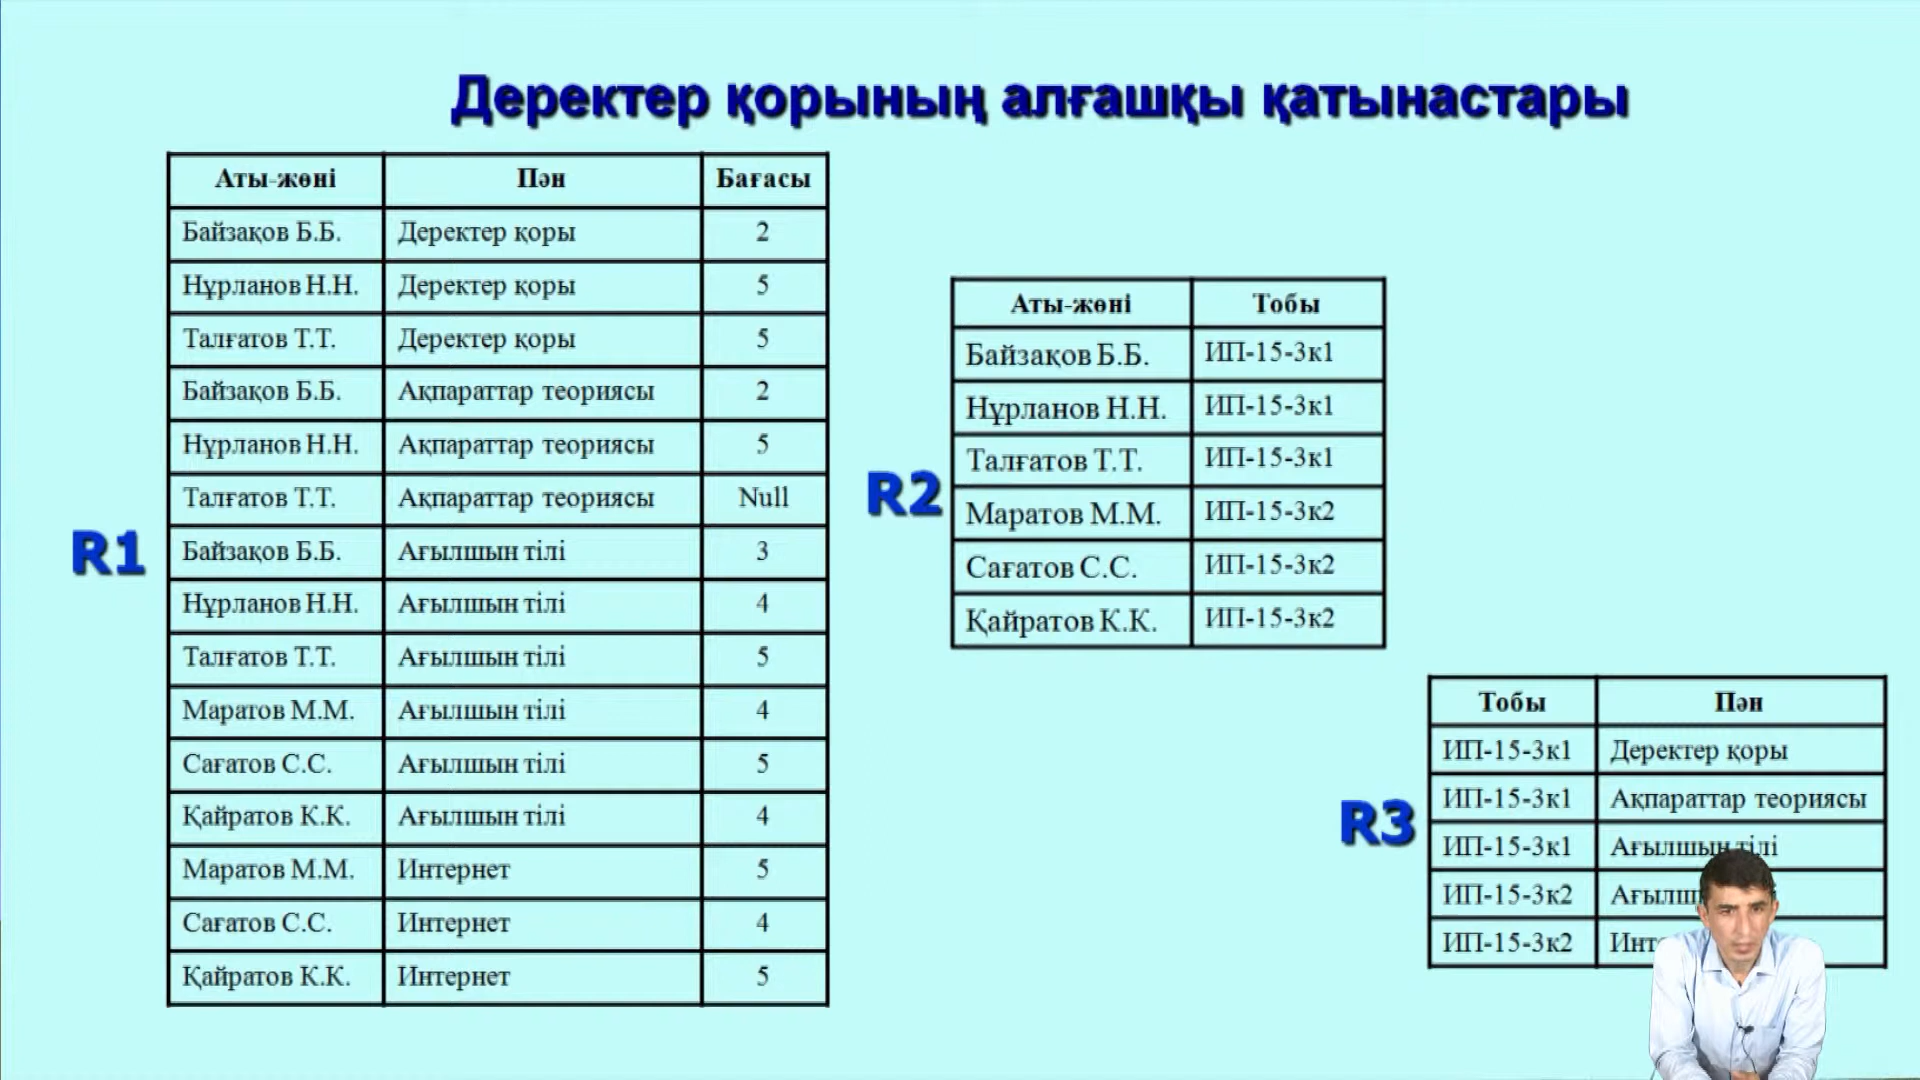 Деректер қорының алғашқы қатынастары
R1
Аты-жөні Пән Бағасы
Байзақов Б.Б. Деректер қоры 2
Нұрланов Н.Н. Деректер қоры 5
Талғатов Т.Т. Деректер қоры 5
Байзақов Б.Б. Ақпараттар теориясы 2
Нұрланов Н.Н. Ақпараттар теориясы 5
Талғатов Т.Т. Ақпараттар теориясы Null
Байзақов Б.Б. Ағылшын тілі 3
Нұрланов Н.Н. Ағылшын тілі 4
Талғатов Т.Т. Ағылшын тілі 5
Маратов М.М. Ағылшын тілі 4
Сағатов С.С. Ағылшын тілі 5
Қайратов К.К. Ағылшын тілі 4
Маратов М.М. Интернет 5
Сағатов С.С. Интернет 4
Қайратов К.К. Интернет 5
R2
Аты-жөні Тобы
Байзақов Б.Б. ИП-15-3к1
Нұрланов Н.Н. ИП-15-3к1
Талғатов Т.Т. ИП-15-3к1
Маратов М.М. ИП-15-3к2
Сағатов С.С. ИП-15-3к2
Қайратов К.К. ИП-15-3к2
R3
Тобы Пән
ИП-15-3к1 Деректер қоры
ИП-15-3к1 Ақпараттар теориясы
ИП-15-3к1 Ағылшын тілі
ИП-15-3к2
ИП-15-3к2